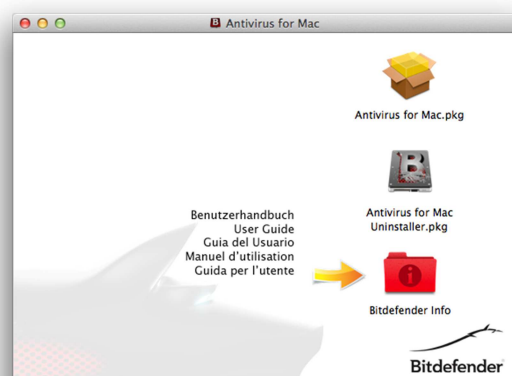 Antivirus for Mac
Antivirus for Mac.pkg
B
Antivirus for Mac
Uninstaller.pkg
Benutzerhandbuch
User Guide
Guia del Usuario
Manuel d'utilisation
Guida per l'utente
Bitdefender Info
Bitdefender